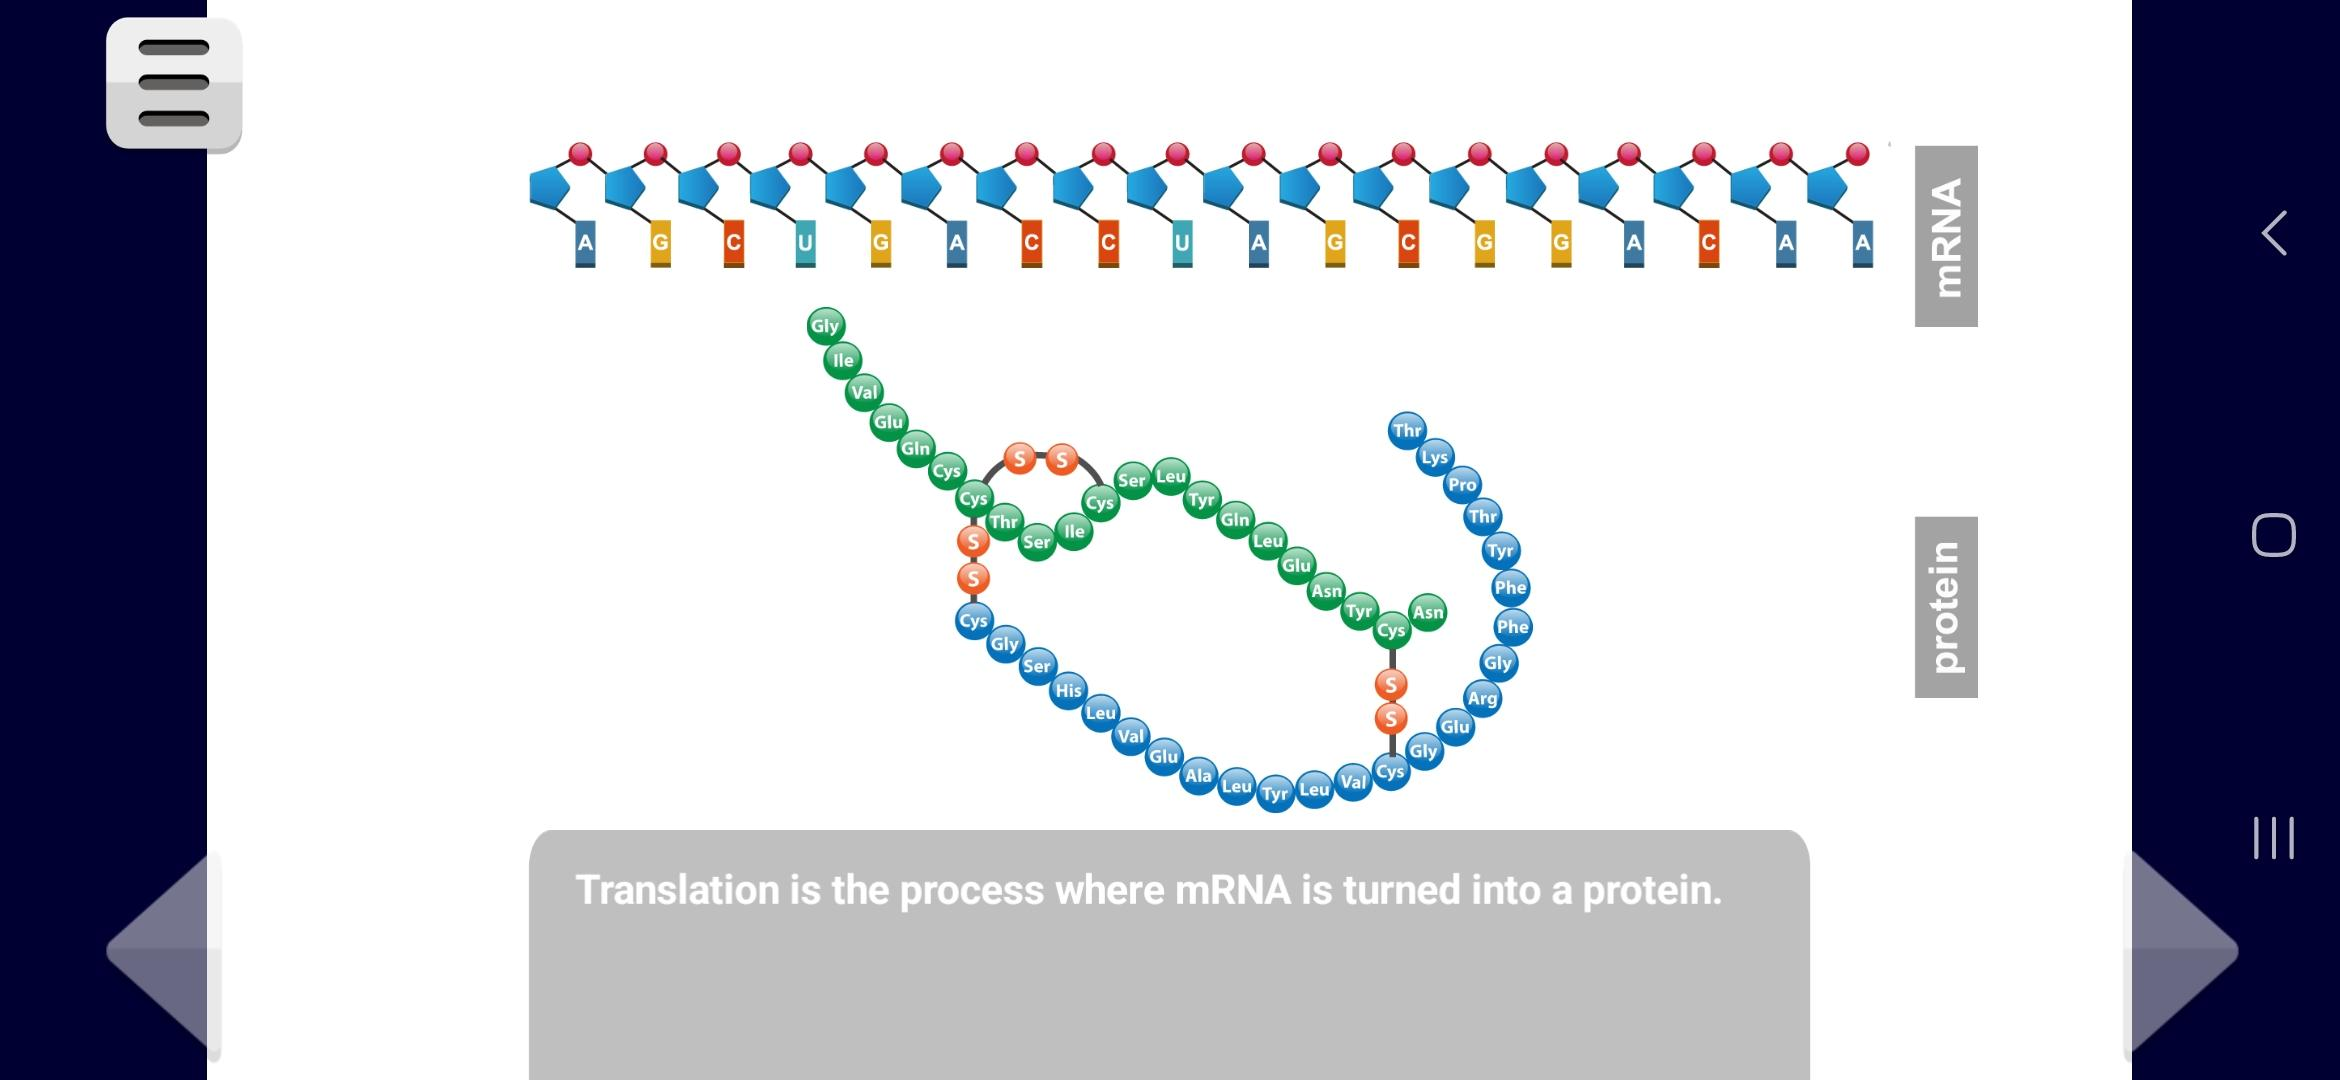 A G C U G A C C U A G C G G A C A A
mRNA
Gly
Ile
Val
Glu
Gln
Cys
Cys
Thr
Ser
Ile
Cys
Ser
Leu
Tyr
Gln
Leu
Glu
Asn
Tyr
Cys
Asn
S S
S
S
S
S
Cys
Gly
Ser
His
Leu
Val
Glu
Ala
Leu
Tyr
Leu
Val
Cys
Gly
Glu
Arg
Gly
Phe
Phe
Tyr
Thr
Pro
Lys
Thr
protein
Translation is the process where mRNA is turned into a protein.